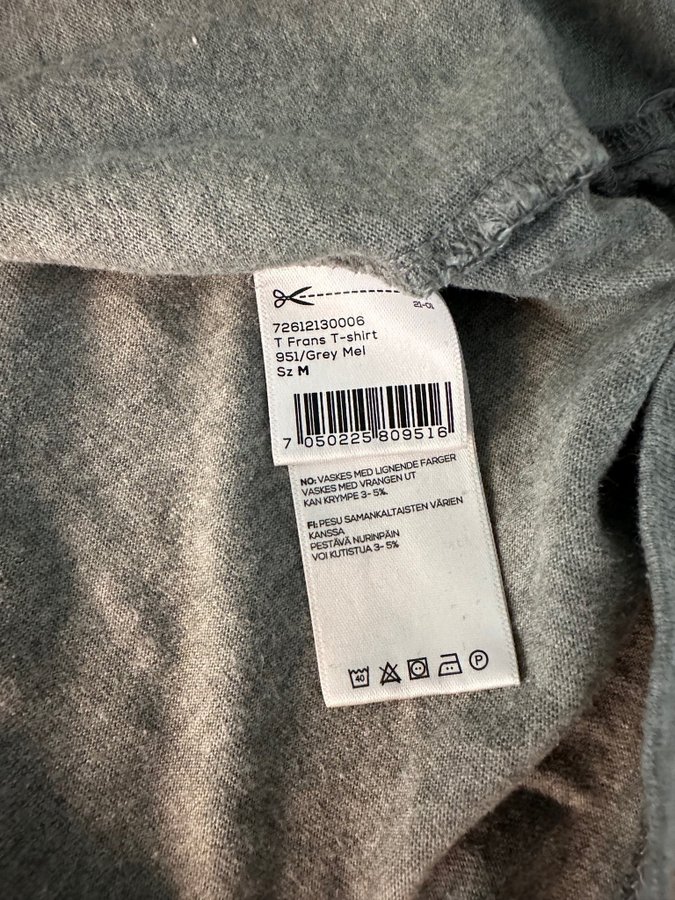 21-01
72612130006
T Frans T-shirt
951/Grey Mel
Sz M
7 050225 809516
NO: VASKES MED LIGNENDE FARGER
VASKES MED VRANGEN UT
KAN KRYMPE 3- 5%.
FI: PESU SAMANKALTAISTEN VÄRIEN
KANSSA
PESTÄVÄ NURINPÄIN
VOI KUTISTUA 3- 5%
40 P